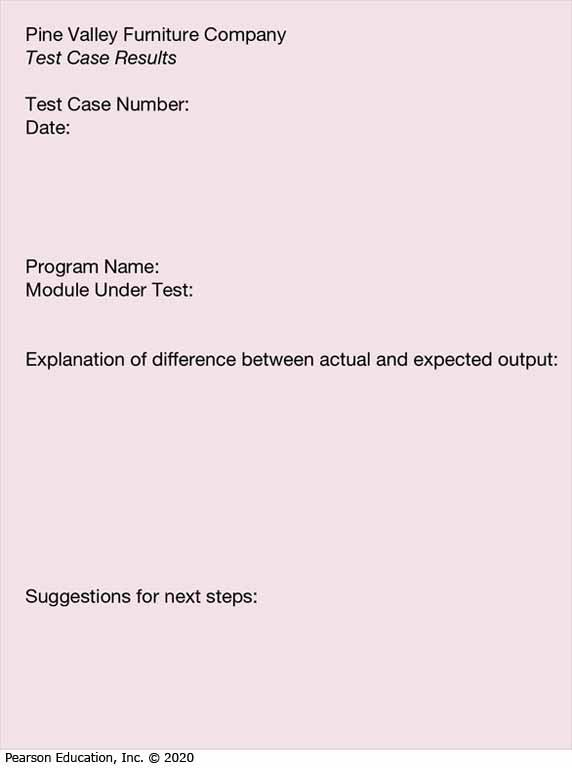 Pine Valley Furniture Company
Test Case Results
Test Case Number:
Date:
Program Name:
Module Under Test:
Explanation of difference between actual and expected output:
Suggestions for next steps:
Pearson Education, Inc. © 2020